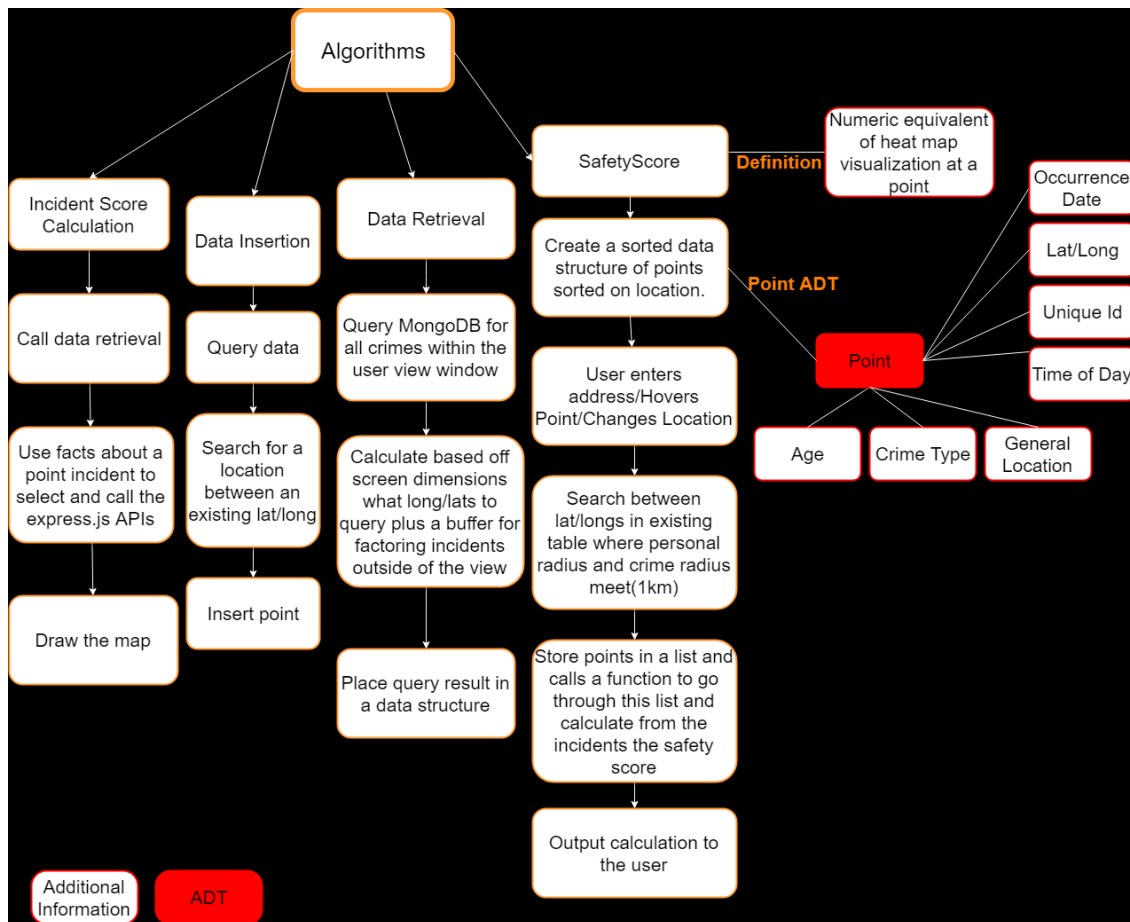 Algorithms
Incident Score
Calculation
Call data retrieval
Use facts about a
point incident to
select and call the
express.js APIs
Draw the map
Data Insertion
Query data
Search for a
location
between an
existing lat/long
Insert point
Data Retrieval
Query MongoDB for
all crimes within the
user view window
Calculate based off
screen dimensions
what long/lats to
query plus a buffer for
factoring incidents
outside of the view
Place query result in
a data structure
SafetyScore
Definition
Numeric equivalent
of heat map
visualization at a
point
Create a sorted data
structure of points
sorted on location.
Point ADT
User enters
address/Hovers
Point/Changes Location
Search between
lat/longs in existing
table where personal
radius and crime radius
meet(1km)
Store points in a list and
calls a function to go
through this list and
calculate from the
incidents the safety
score
Output calculation to
the user
Point
Occurrence
Date
Lat/Long
Unique Id
Time of Day
Age
Crime Type
General
Location
Additional
Information
ADT